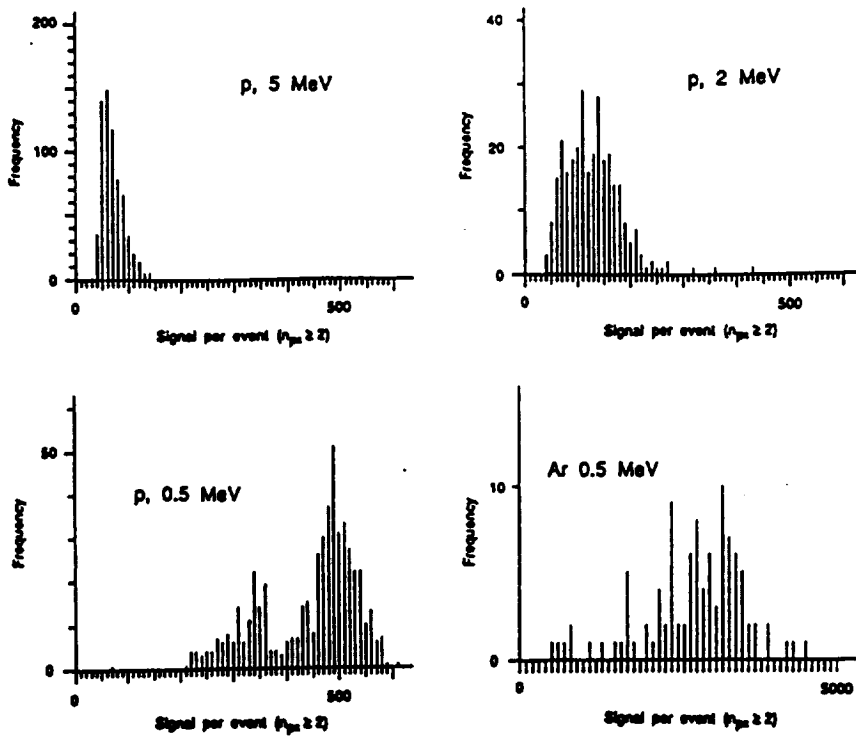 200
p, 5 MeV
Frequency
100
0
0
500
Signal per event (n_px ≥ 2)
40
p, 2 MeV
Frequency
20
0
0
500
Signal per event (n_px ≥ 2)
50
p, 0.5 MeV
Frequency
0
0
500
Signal per event (n_px ≥ 2)
Ar 0.5 MeV
10
Frequency
0
0
5000
Signal per event (n_px ≥ 2)